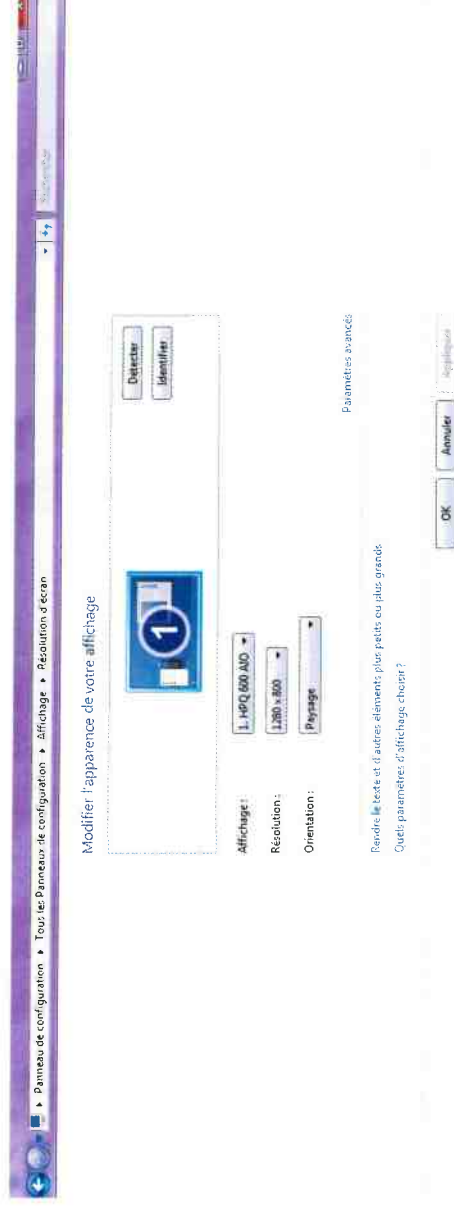 Panneau de configuration ▸ Tous les Panneaux de configuration ▸ Affichage ▸ Résolution d'écran
Rechercher
Modifier l'apparence de votre affichage
1
Détecter
Identifier
Affichage : 1. HPQ 600 AIO
Résolution : 1280 x 800
Orientation : Paysage
Paramètres avancés
Rendre le texte et d'autres éléments plus petits ou plus grands
Quels paramètres d'affichage choisir ?
OK Annuler Appliquer